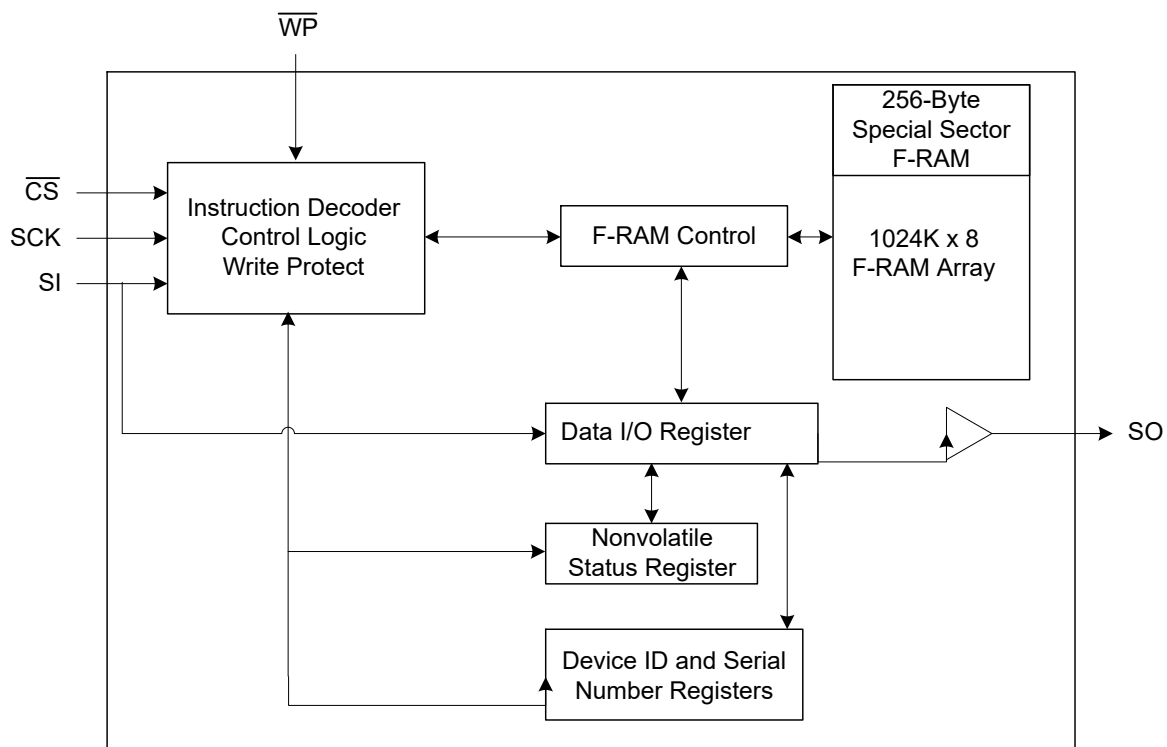 WP
256-Byte
Special Sector
F-RAM
CS
SCK
SI
Instruction Decoder
Control Logic
Write Protect
F-RAM Control
1024K x 8
F-RAM Array
Data I/O Register
SO
Nonvolatile
Status Register
Device ID and Serial
Number Registers